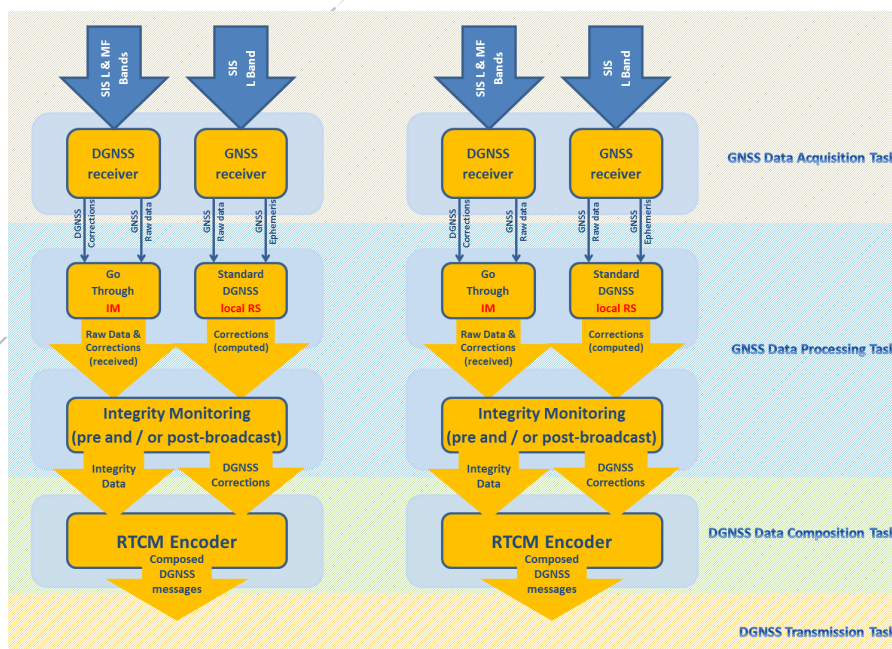 SIS L & MF
Bands
SIS
L Band
SIS L & MF
Bands
SIS
L Band
DGNSS
receiver
GNSS
receiver
DGNSS
receiver
GNSS
receiver
GNSS Data Acquisition Task
DGNSS
Corrections
GNSS
Raw data
GNSS
Raw data
GNSS
Ephemeris
DGNSS
Corrections
GNSS
Raw data
GNSS
Raw data
GNSS
Ephemeris
Go
Through
IM
Standard
DGNSS
local RS
Go
Through
IM
Standard
DGNSS
local RS
Raw Data &
Corrections
(received)
Corrections
(computed)
Raw Data &
Corrections
(received)
Corrections
(computed)
GNSS Data Processing Task
Integrity Monitoring
(pre and / or post-broadcast)
Integrity Monitoring
(pre and / or post-broadcast)
Integrity
Data
DGNSS
Corrections
Integrity
Data
DGNSS
Corrections
RTCM Encoder
RTCM Encoder
DGNSS Data Composition Task
Composed
DGNSS
messages
Composed
DGNSS
messages
DGNSS Transmission Task